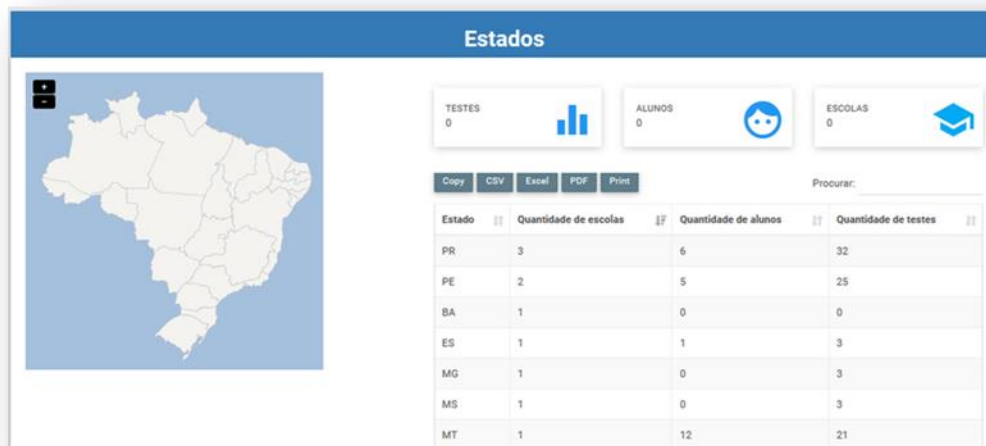 Estados
+
-
TESTES
0
ALUNOS
0
ESCOLAS
0
Copy CSV Excel PDF Print
Procurar:
Estado Quantidade de escolas Quantidade de alunos Quantidade de testes
PR 3 6 32
PE 2 5 25
BA 1 0 0
ES 1 1 3
MG 1 0 3
MS 1 0 3
MT 1 12 21